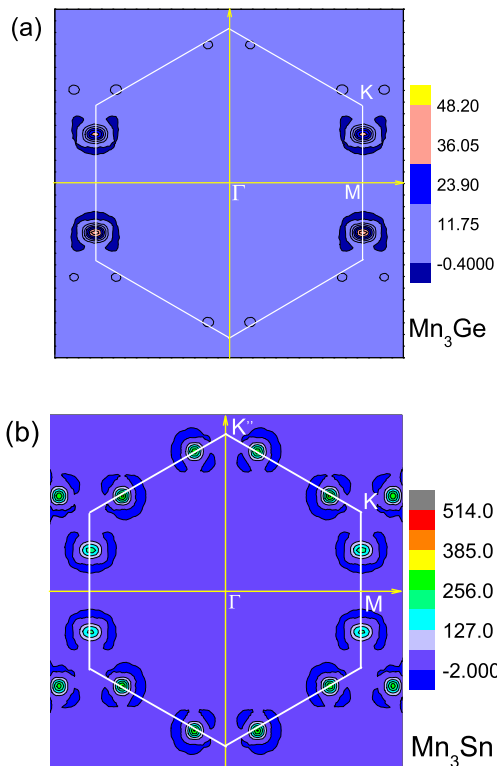 (a)
K
Γ
M
48.20
36.05
23.90
11.75
-0.4000
Mn₃Ge
(b)
K''
K
Γ
M
514.0
385.0
256.0
127.0
-2.000
Mn₃Sn